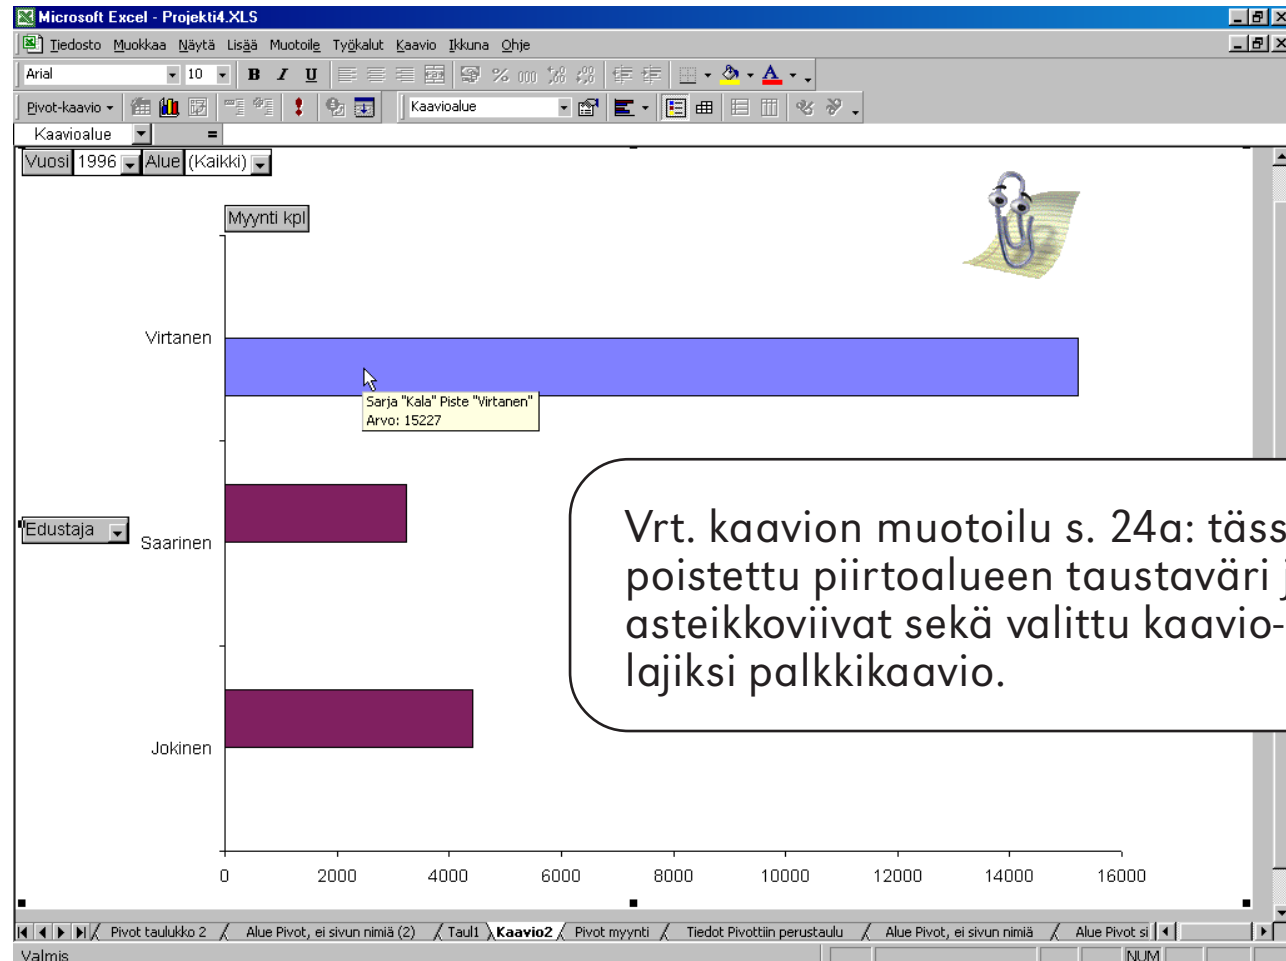 Microsoft Excel - Projekti4.XLS
Tiedosto Muokkaa Näytä Lisää Muotoile Työkalut Kaavio Ikkuna Ohje
Arial 10 B I U % 000 A
Pivot-kaavio Kaavioalue
Kaavioalue =
Vuosi 1996 Alue (Kaikki)
Myynti kpl
Virtanen
Sarja "Kala" Piste "Virtanen"
Arvo: 15227
Edustaja
Saarinen
Vrt. kaavion muotoilu s. 24a: täss
poistettu piirtoalueen taustaväri j
asteikkoviivat sekä valittu kaavio-
lajiksi palkkikaavio.
Jokinen
0 2000 4000 6000 8000 10000 12000 14000 16000
Pivot taulukko 2 Alue Pivot, ei sivun nimiä (2) Taul1 Kaavio2 Pivot myynti Tiedot Pivottiin perustaulu Alue Pivot, ei sivun nimiä Alue Pivot si
Valmis NUM